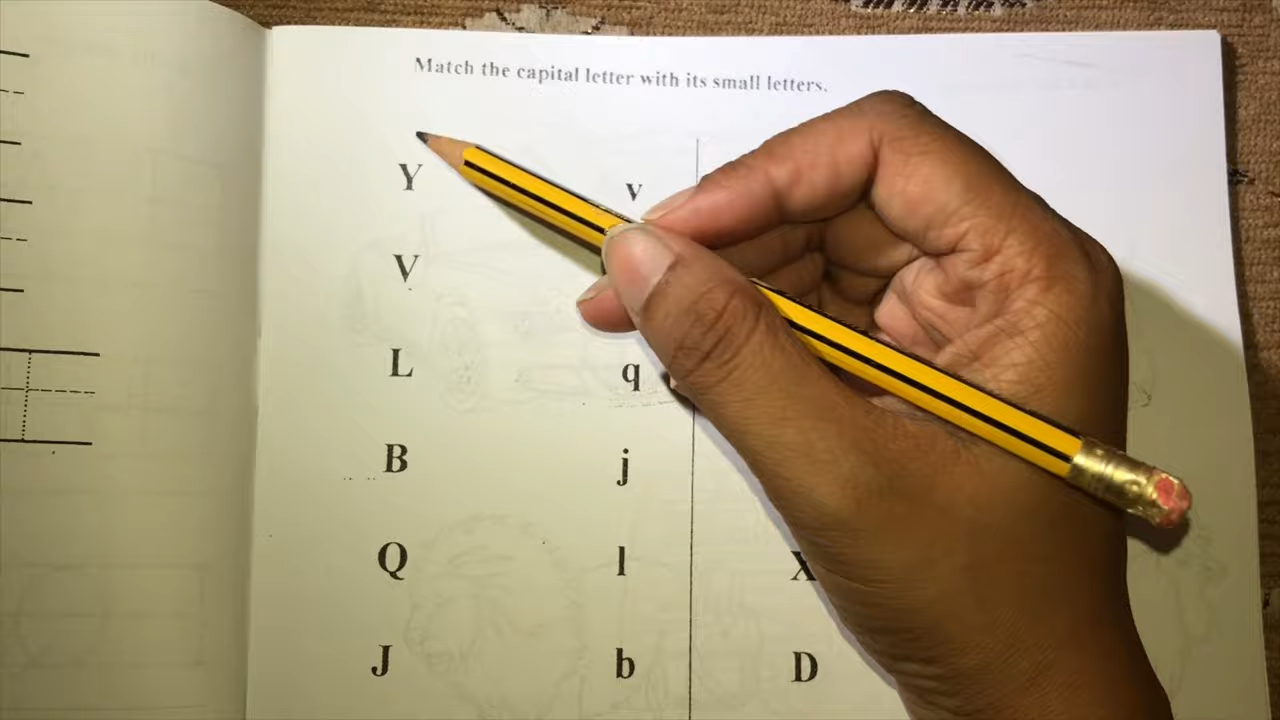 Match the capital letter with its small letters.
Y v
V
L q
B j
Q l X
J b D